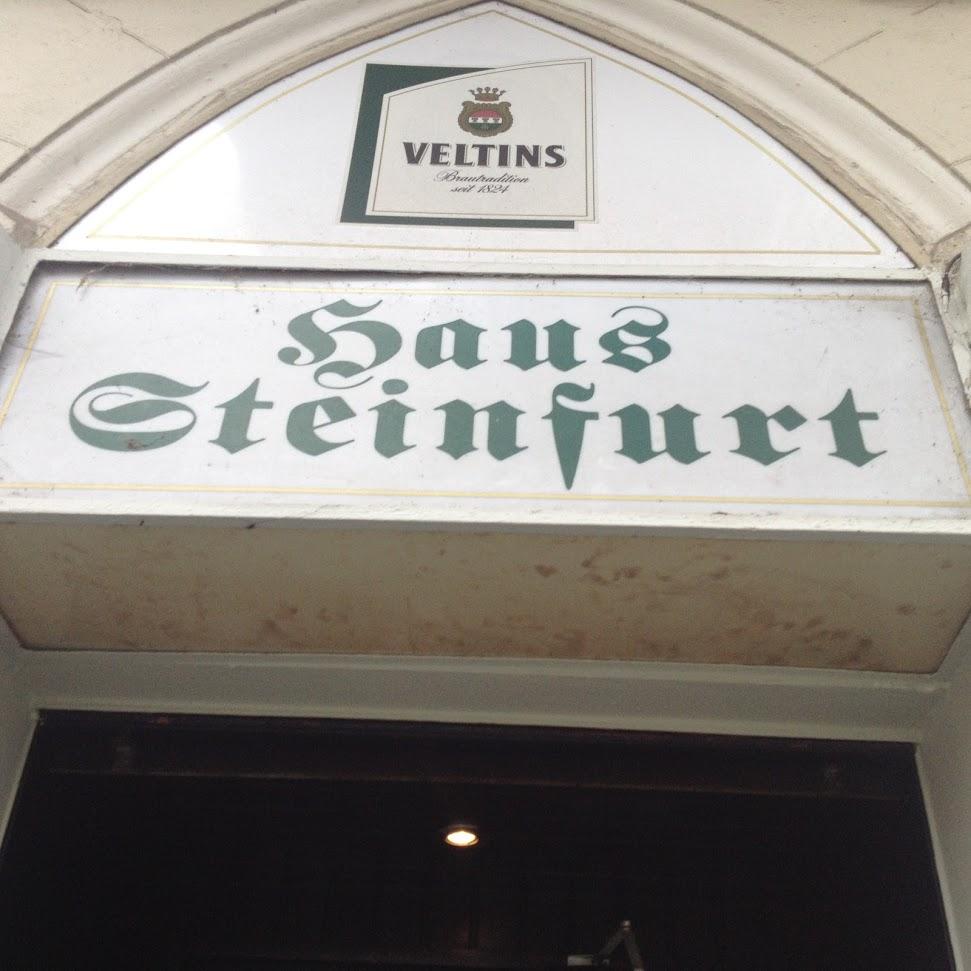 VELTINS
Brautradition
seit 1824
Haus
Steinfurt